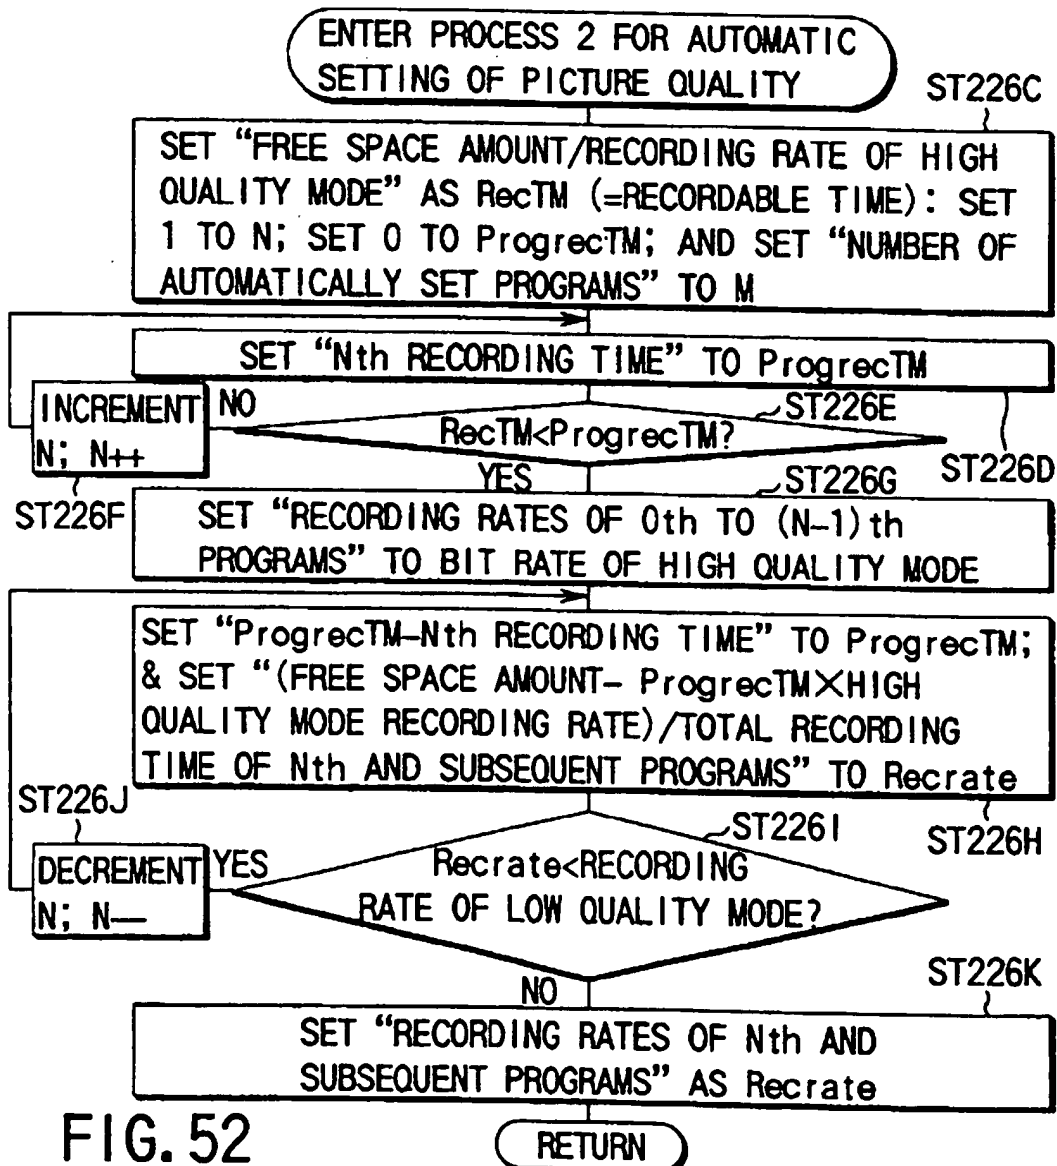 ENTER PROCESS 2 FOR AUTOMATIC
SETTING OF PICTURE QUALITY
ST226C
SET “FREE SPACE AMOUNT/RECORDING RATE OF HIGH
QUALITY MODE” AS RecTM (=RECORDABLE TIME): SET
1 TO N; SET 0 TO ProgrecTM; AND SET “NUMBER OF
AUTOMATICALLY SET PROGRAMS” TO M
SET “Nth RECORDING TIME” TO ProgrecTM
ST226D
RecTM<ProgrecTM?
ST226E
NO
INCREMENT
N; N++
ST226F
YES
ST226G
SET “RECORDING RATES OF 0th TO (N-1)th
PROGRAMS” TO BIT RATE OF HIGH QUALITY MODE
SET “ProgrecTM-Nth RECORDING TIME” TO ProgrecTM;
& SET “(FREE SPACE AMOUNT- ProgrecTM×HIGH
QUALITY MODE RECORDING RATE)/TOTAL RECORDING
TIME OF Nth AND SUBSEQUENT PROGRAMS” TO Recrate
ST226H
ST226I
Recrate<RECORDING
RATE OF LOW QUALITY MODE?
YES
ST226J
DECREMENT
N; N—
NO
ST226K
SET “RECORDING RATES OF Nth AND
SUBSEQUENT PROGRAMS” AS Recrate
RETURN
FIG. 52